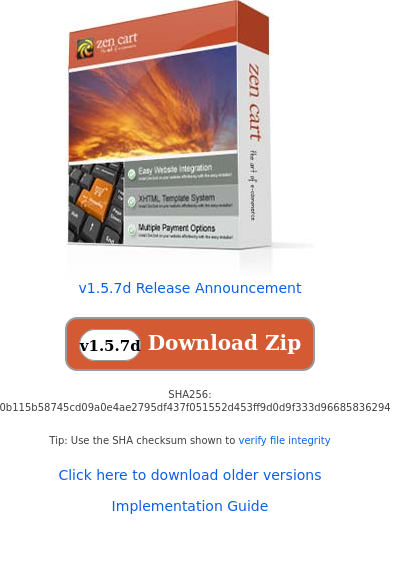 zen cart
the art of e-commerce
zen cart
the art of e-commerce
Easy Website Integration
XHTML Template System
Multiple Payment Options
v1.5.7d Release Announcement
v1.5.7d Download Zip
SHA256:
0b115b58745cd09a0e4ae2795df437f051552d453ff9d0d9f333d96685836294
Tip: Use the SHA checksum shown to verify file integrity
Click here to download older versions
Implementation Guide